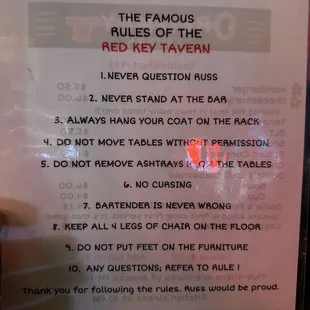 THE FAMOUS
RULES OF THE
RED KEY TAVERN
1. NEVER QUESTION RUSS
2. NEVER STAND AT THE BAR
3. ALWAYS HANG YOUR COAT ON THE RACK
4. DO NOT MOVE TABLES WITHOUT PERMISSION
5. DO NOT REMOVE ASHTRAYS THE TABLES
6. NO CURSING
7. BARTENDER IS NEVER WRONG
8. KEEP ALL 4 LEGS OF CHAIR ON THE FLOOR
9. DO NOT PUT FEET ON THE FURNITURE
10. ANY QUESTIONS; REFER TO RULE 1
Thank you for following the rules. Russ would be proud.